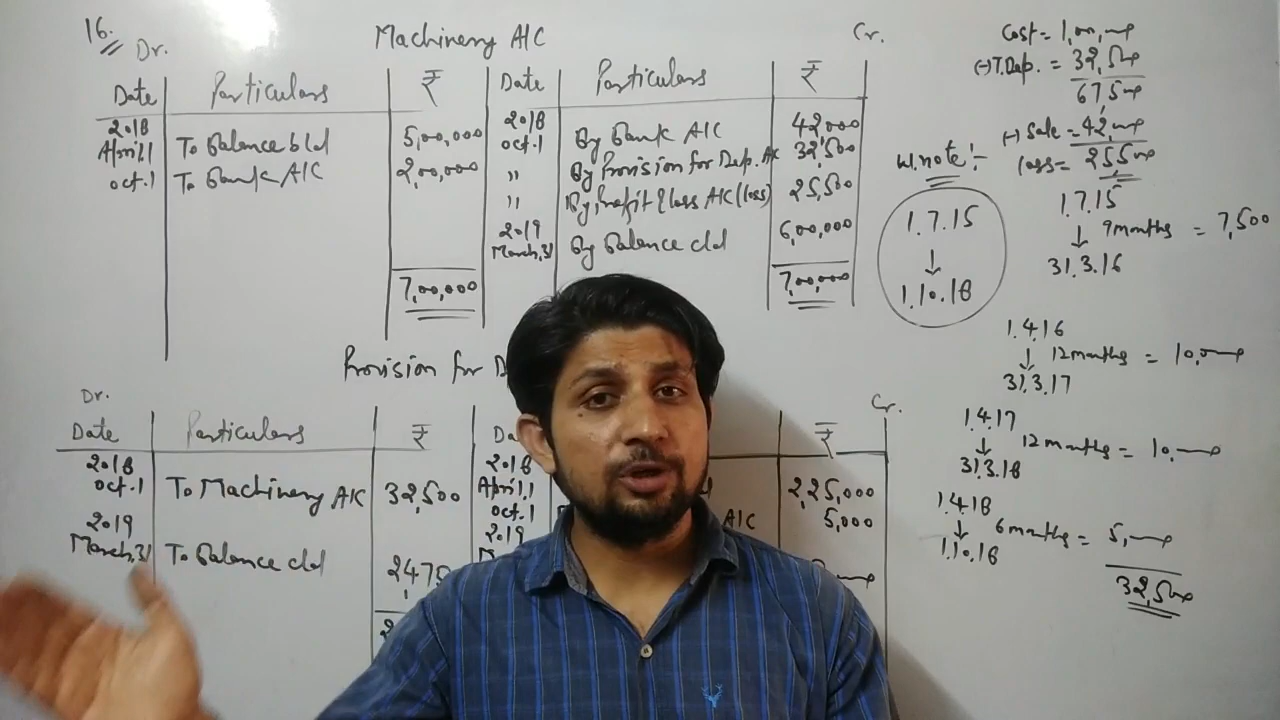 16.
Dr. Machinery A/C Cr.
Date Particulars ₹ Date Particulars ₹
2018 April,1 To Balance b/d 5,00,000
oct.1 To Bank A/C 2,00,000
2018 oct.1 By Bank A/C 42,000
,, By Provision for Dep. A/c 32,500
,, By Profit & loss A/C (loss) 25,500
2019 March,31 By Balance c/d 6,00,000
7,00,000 7,00,000
Provision for D
Dr. Cr.
Date Particulars ₹ Da ₹
2018 oct.1 To Machinery A/C 32,500
2019 March,31 To Balance c/d 2,47,5
2
2018 April,1 2,25,000
oct.1 A/C 5,000
2019
Cost = 1,00,000
(-) T.Dep. = 32,500
67,500
(-) Sale = 42,000
loss = 25,500
W.note :-
1.7.15
↓
1.10.18
1.7.15
↓ 9 months = 7,500
31.3.16
1.4.16
↓ 12 months = 10,000
31.3.17
1.4.17
↓ 12 months = 10,000
31.3.18
1.4.18
↓ 6 months = 5,000
1.10.18
32,500